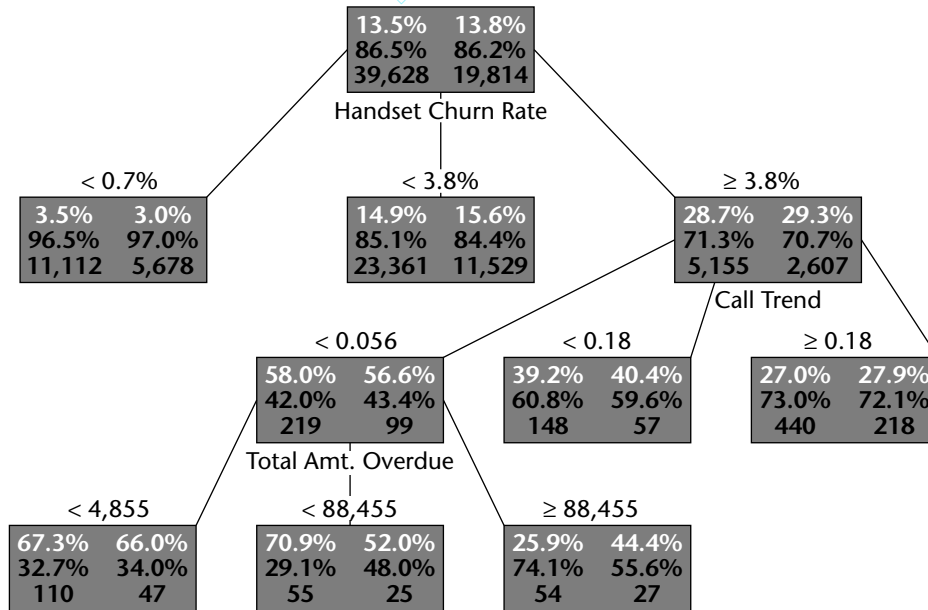 13.5% 13.8%
86.5% 86.2%
39,628 19,814
Handset Churn Rate
< 0.7% < 3.8% ≥ 3.8%
3.5% 3.0% 14.9% 15.6% 28.7% 29.3%
96.5% 97.0% 85.1% 84.4% 71.3% 70.7%
11,112 5,678 23,361 11,529 5,155 2,607
Call Trend
< 0.056 < 0.18 ≥ 0.18
58.0% 56.6% 39.2% 40.4% 27.0% 27.9%
42.0% 43.4% 60.8% 59.6% 73.0% 72.1%
219 99 148 57 440 218
Total Amt. Overdue
< 4,855 < 88,455 ≥ 88,455
67.3% 66.0% 70.9% 52.0% 25.9% 44.4%
32.7% 34.0% 29.1% 48.0% 74.1% 55.6%
110 47 55 25 54 27